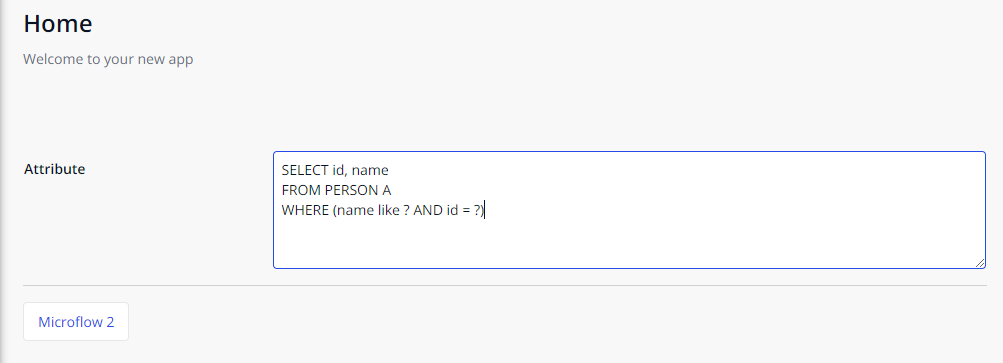 Home
Welcome to your new app
Attribute
SELECT id, name
FROM PERSON A
WHERE (name like ? AND id = ?)
Microflow 2